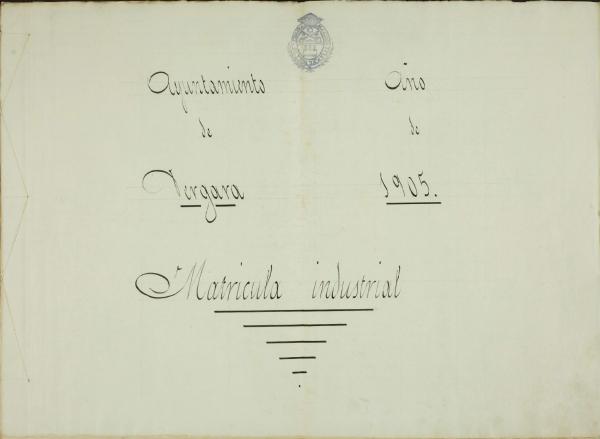 Ayuntamiento
de
Vergara
Año
de
1905.
Matricula industrial